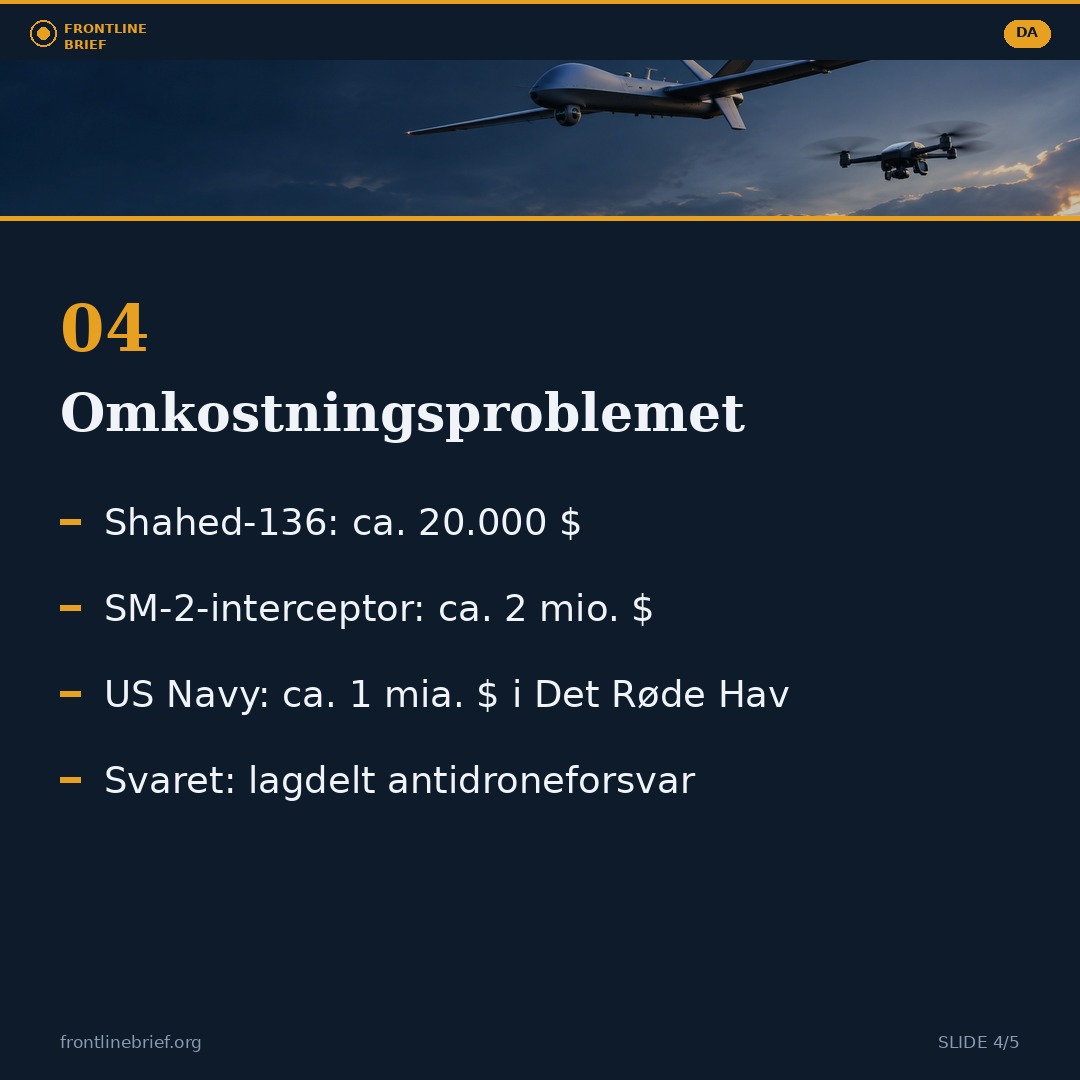 FRONTLINE
BRIEF
DA
04
Omkostningsproblemet
Shahed-136: ca. 20.000 $
SM-2-interceptor: ca. 2 mio. $
US Navy: ca. 1 mia. $ i Det Røde Hav
Svaret: lagdelt antidroneforsvar
frontlinebrief.org
SLIDE 4/5